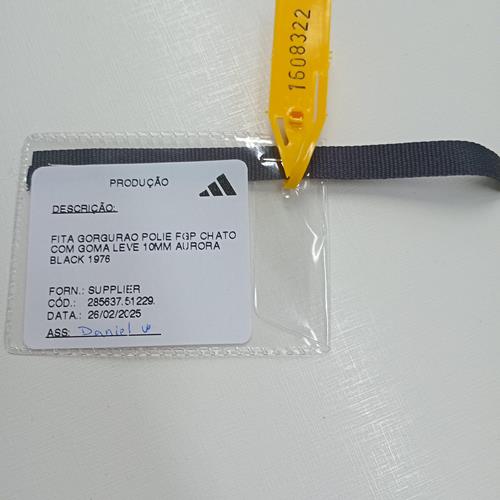 1608322
PRODUÇÃO
DESCRIÇÃO:
FITA GORGURAO POLIE FGP CHATO
COM GOMA LEVE 10MM AURORA
BLACK 1976
FORN.: SUPPLIER
CÓD.: 285637.51229.
DATA.: 26/02/2025
ASS: Daniel